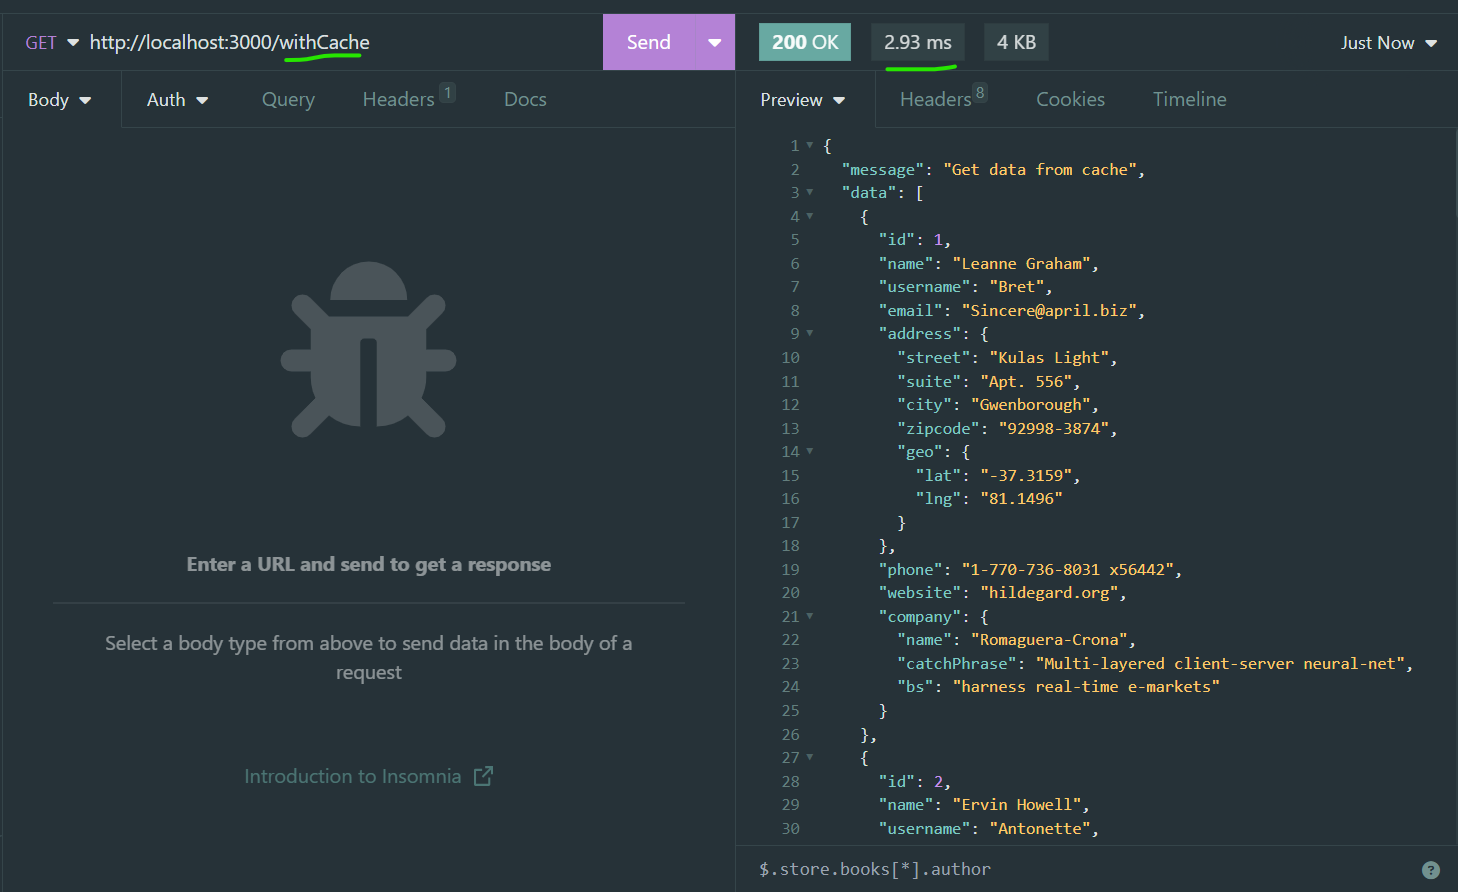 GET http://localhost:3000/withCache Send 200 OK 2.93 ms 4 KB Just Now
Body Auth Query Headers 1 Docs Preview Headers 8 Cookies Timeline
Enter a URL and send to get a response
Select a body type from above to send data in the body of a
request
Introduction to Insomnia
1 {
2 "message": "Get data from cache",
3 "data": [
4 {
5 "id": 1,
6 "name": "Leanne Graham",
7 "username": "Bret",
8 "email": "Sincere@april.biz",
9 "address": {
10 "street": "Kulas Light",
11 "suite": "Apt. 556",
12 "city": "Gwenborough",
13 "zipcode": "92998-3874",
14 "geo": {
15 "lat": "-37.3159",
16 "lng": "81.1496"
17 }
18 },
19 "phone": "1-770-736-8031 x56442",
20 "website": "hildegard.org",
21 "company": {
22 "name": "Romaguera-Crona",
23 "catchPhrase": "Multi-layered client-server neural-net",
24 "bs": "harness real-time e-markets"
25 }
26 },
27 {
28 "id": 2,
29 "name": "Ervin Howell",
30 "username": "Antonette",
$.store.books[*].author ?